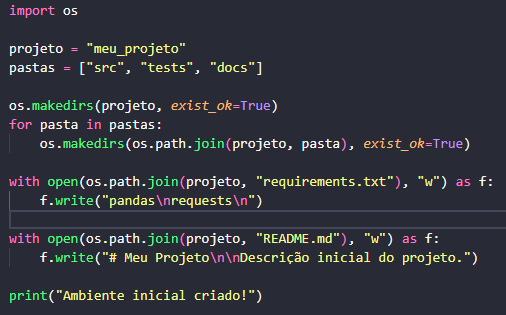 import os
projeto = "meu_projeto"
pastas = ["src", "tests", "docs"]
os.makedirs(projeto, exist_ok=True)
for pasta in pastas:
    os.makedirs(os.path.join(projeto, pasta), exist_ok=True)
with open(os.path.join(projeto, "requirements.txt"), "w") as f:
    f.write("pandas\nrequests\n")
with open(os.path.join(projeto, "README.md"), "w") as f:
    f.write("# Meu Projeto\n\nDescrição inicial do projeto.")
print("Ambiente inicial criado!")